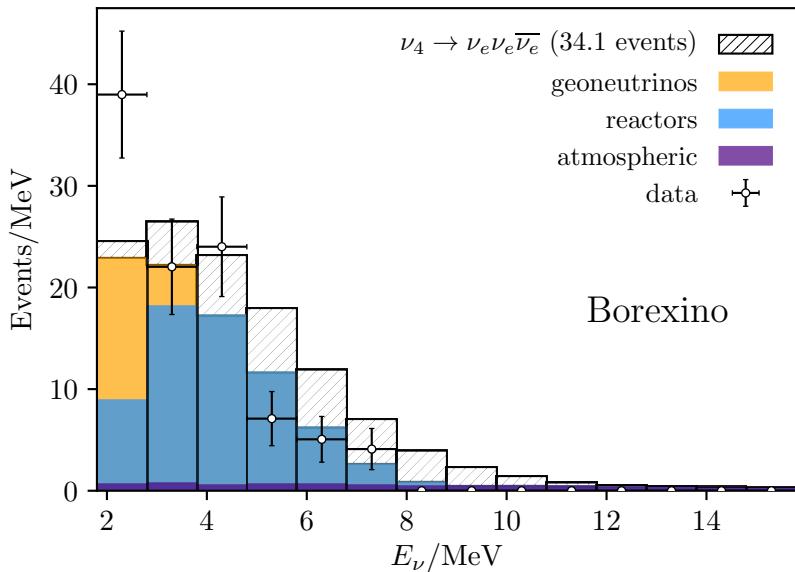 ν₄ → νₑνₑν̅ₑ (34.1 events)
geoneutrinos
reactors
atmospheric
data
Borexino
Events/MeV
40
30
20
10
0
2 4 6 8 10 12 14
E_ν/MeV